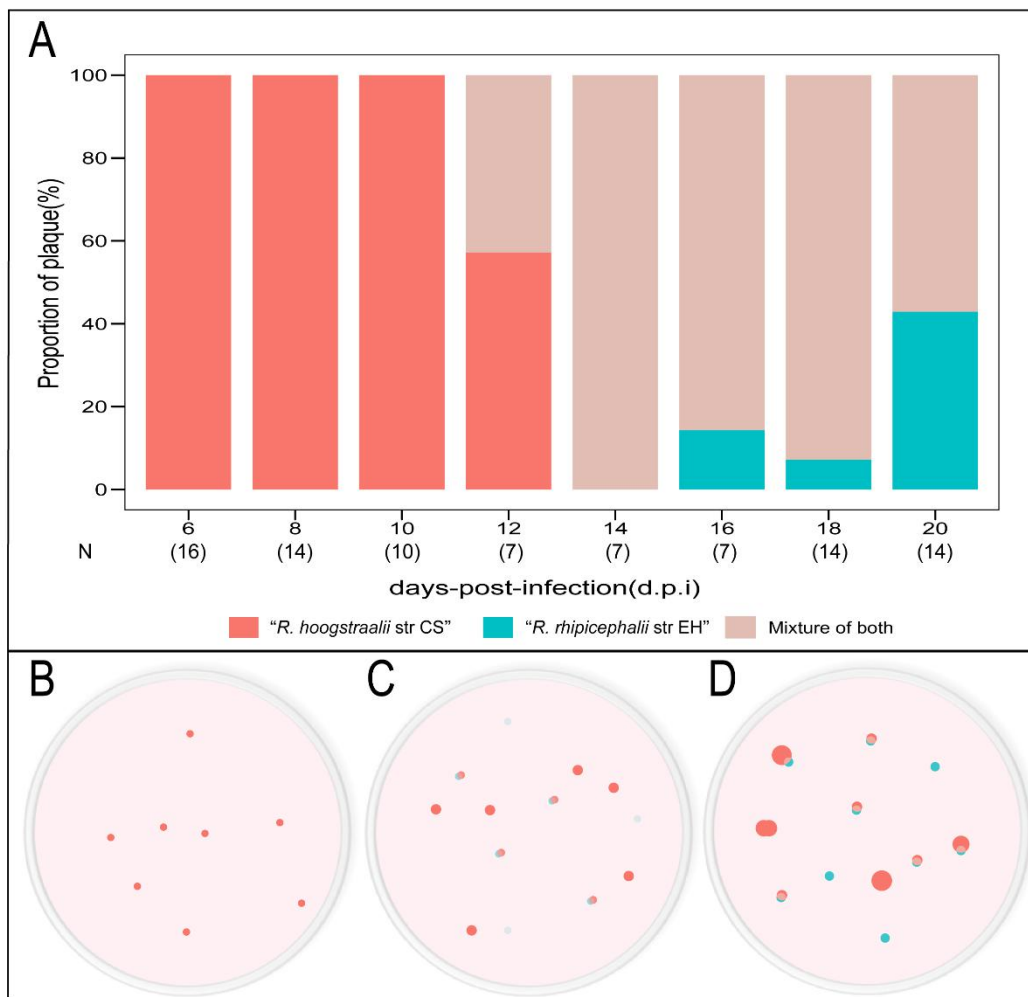 A
Proportion of plaque(%)
100
80
60
40
20
0
6 8 10 12 14 16 18 20
N (16) (14) (10) (7) (7) (7) (14) (14)
days-post-infection(d.p.i)
“R. hoogstraalii str CS” “R. rhipicephalii str EH” Mixture of both
B C D